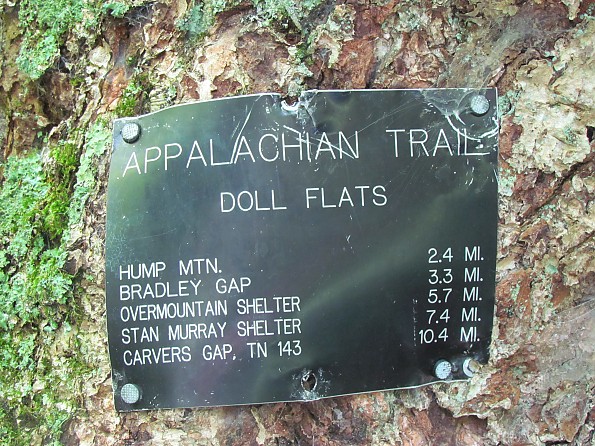 APPALACHIAN TRAIL
DOLL FLATS
HUMP MTN. 2.4 MI.
BRADLEY GAP 3.3 MI.
OVERMOUNTAIN SHELTER 5.7 MI.
STAN MURRAY SHELTER 7.4 MI.
CARVERS GAP, TN 143 10.4 MI.